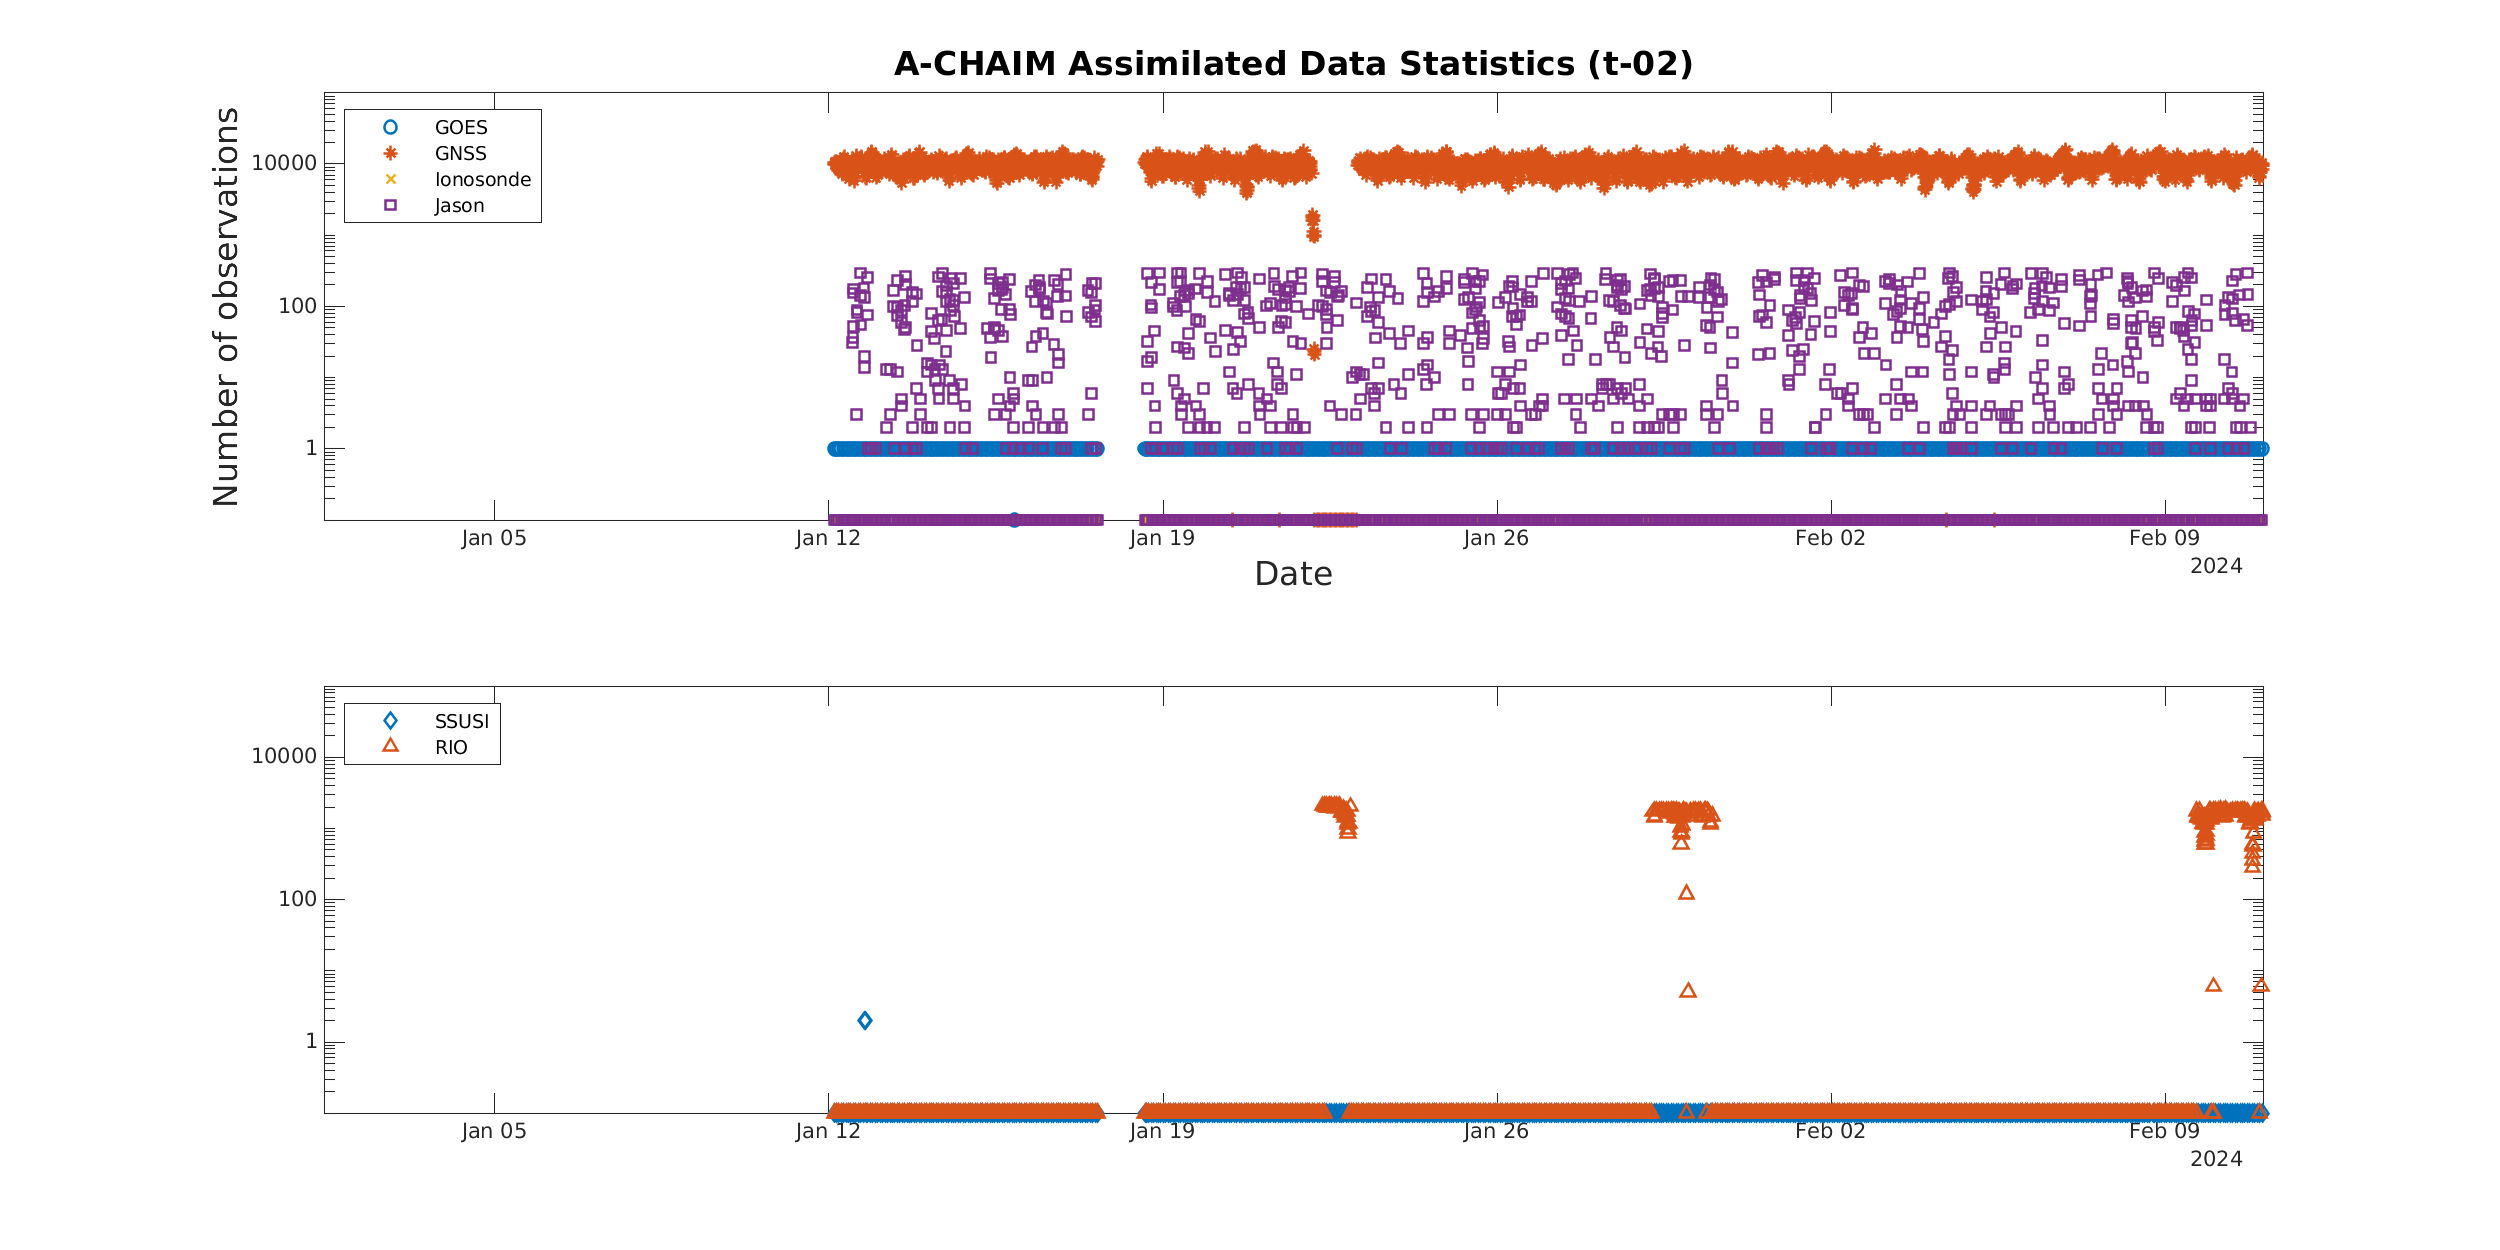 A-CHAIM Assimilated Data Statistics (t-02)
Number of observations
10000
100
1
GOES
GNSS
Ionosonde
Jason
Jan 05
Jan 12
Jan 19
Jan 26
Feb 02
Feb 09
2024
Date
10000
100
1
SSUSI
RIO
Jan 05
Jan 12
Jan 19
Jan 26
Feb 02
Feb 09
2024